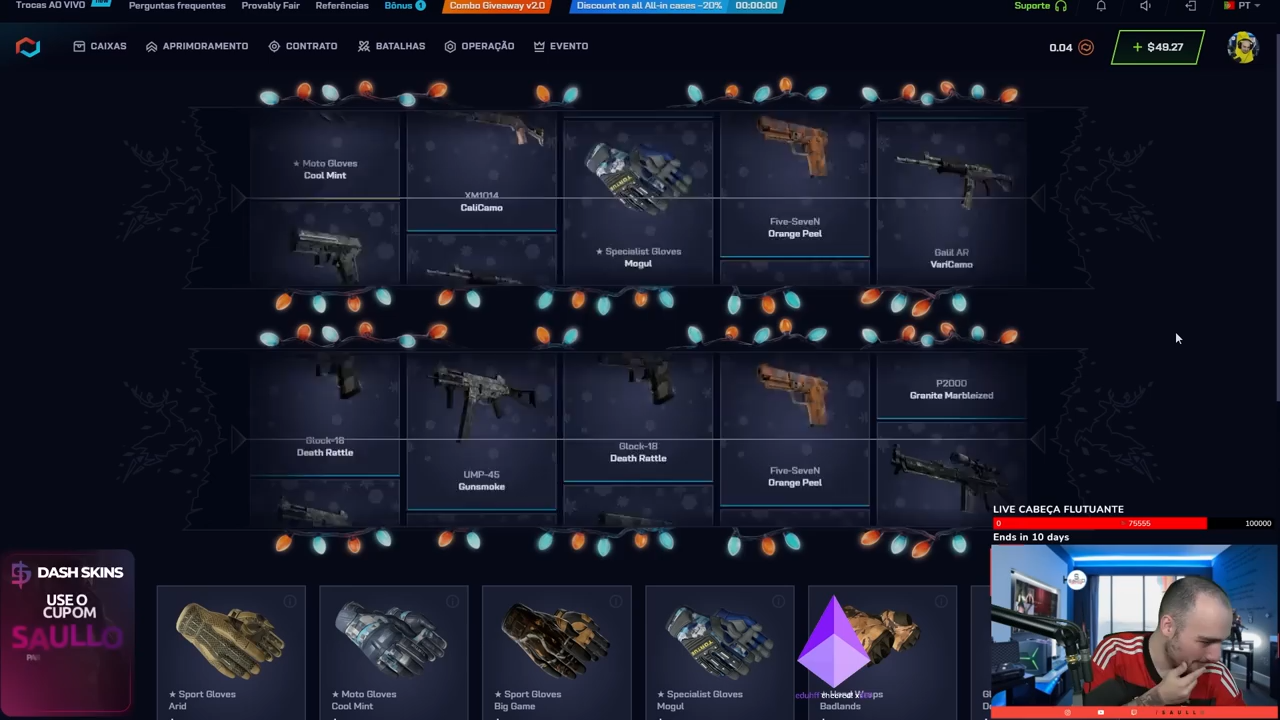 Trocas AO VIVO
new
Perguntas frequentes
Provably Fair
Referências
Bônus 1
Combo Giveaway v2.0
Discount on all All-in cases ~20%
00:00:00
Suporte
PT
CAIXAS
APRIMORAMENTO
CONTRATO
BATALHAS
OPERAÇÃO
EVENTO
0.04
+ $49.27
★ Moto Gloves
Cool Mint
XM1014
CaliCamo
★ Specialist Gloves
Mogul
Five-SeveN
Orange Peel
Galil AR
VariCamo
Glock-18
Death Rattle
UMP-45
Gunsmoke
Glock-18
Death Rattle
Five-SeveN
Orange Peel
P2000
Granite Marbleized
LIVE CABEÇA FLUTUANTE
0
75555
100000
Ends in 10 days
DASH SKINS
USE O
CUPOM
SAULLO
★ Sport Gloves
Arid
★ Moto Gloves
Cool Mint
★ Sport Gloves
Big Game
★ Specialist Gloves
Mogul
Badlands
SAULLO